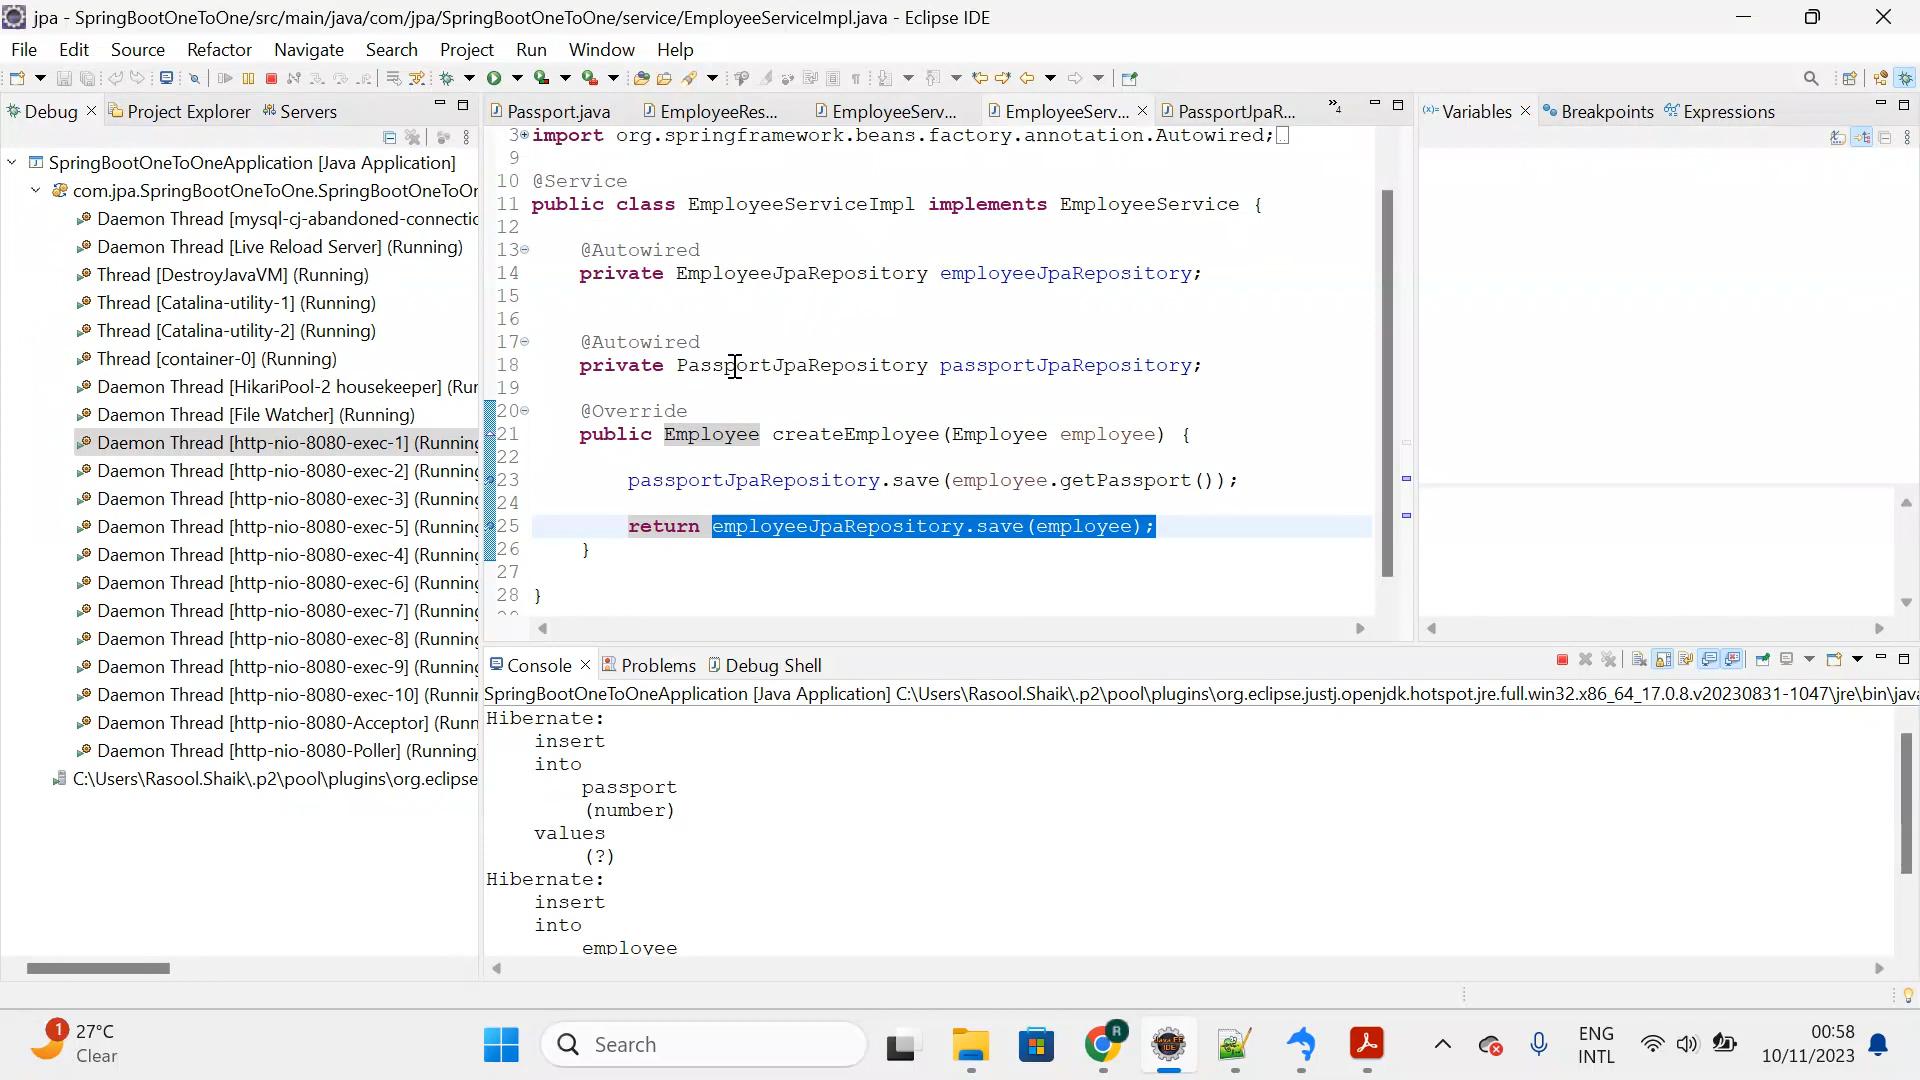 jpa - SpringBootOneToOne/src/main/java/com/jpa/SpringBootOneToOne/service/EmployeeServiceImpl.java - Eclipse IDE
File Edit Source Refactor Navigate Search Project Run Window Help
Debug Project Explorer Servers
SpringBootOneToOneApplication [Java Application]
com.jpa.SpringBootOneToOne.SpringBootOneToOr
Daemon Thread [mysql-cj-abandoned-connectic
Daemon Thread [Live Reload Server] (Running)
Thread [DestroyJavaVM] (Running)
Thread [Catalina-utility-1] (Running)
Thread [Catalina-utility-2] (Running)
Thread [container-0] (Running)
Daemon Thread [HikariPool-2 housekeeper] (Rur
Daemon Thread [File Watcher] (Running)
Daemon Thread [http-nio-8080-exec-1] (Running
Daemon Thread [http-nio-8080-exec-2] (Running
Daemon Thread [http-nio-8080-exec-3] (Running
Daemon Thread [http-nio-8080-exec-5] (Running
Daemon Thread [http-nio-8080-exec-4] (Running
Daemon Thread [http-nio-8080-exec-6] (Running
Daemon Thread [http-nio-8080-exec-7] (Running
Daemon Thread [http-nio-8080-exec-8] (Running
Daemon Thread [http-nio-8080-exec-9] (Running
Daemon Thread [http-nio-8080-exec-10] (Runnin
Daemon Thread [http-nio-8080-Acceptor] (Runn
Daemon Thread [http-nio-8080-Poller] (Running
C:\Users\Rasool.Shaik\.p2\pool\plugins\org.eclipse
Passport.java EmployeeRes... EmployeeServ... EmployeeServ... PassportJpaR... »4
3 import org.springframework.beans.factory.annotation.Autowired;
9
10 @Service
11 public class EmployeeServiceImpl implements EmployeeService {
12
13 @Autowired
14 private EmployeeJpaRepository employeeJpaRepository;
15
16
17 @Autowired
18 private PassportJpaRepository passportJpaRepository;
19
20 @Override
21 public Employee createEmployee(Employee employee) {
22
23 passportJpaRepository.save(employee.getPassport());
24
25 return employeeJpaRepository.save(employee);
26 }
27
28 }
Variables Breakpoints Expressions
Console Problems Debug Shell
SpringBootOneToOneApplication [Java Application] C:\Users\Rasool.Shaik\.p2\pool\plugins\org.eclipse.justj.openjdk.hotspot.jre.full.win32.x86_64_17.0.8.v20230831-1047\jre\bin\java
Hibernate:
insert
into
passport
(number)
values
(?)
Hibernate:
insert
into
employee
1
27°C
Clear
Search
R
Java EE
IDE
ENG
INTL
00:58
10/11/2023